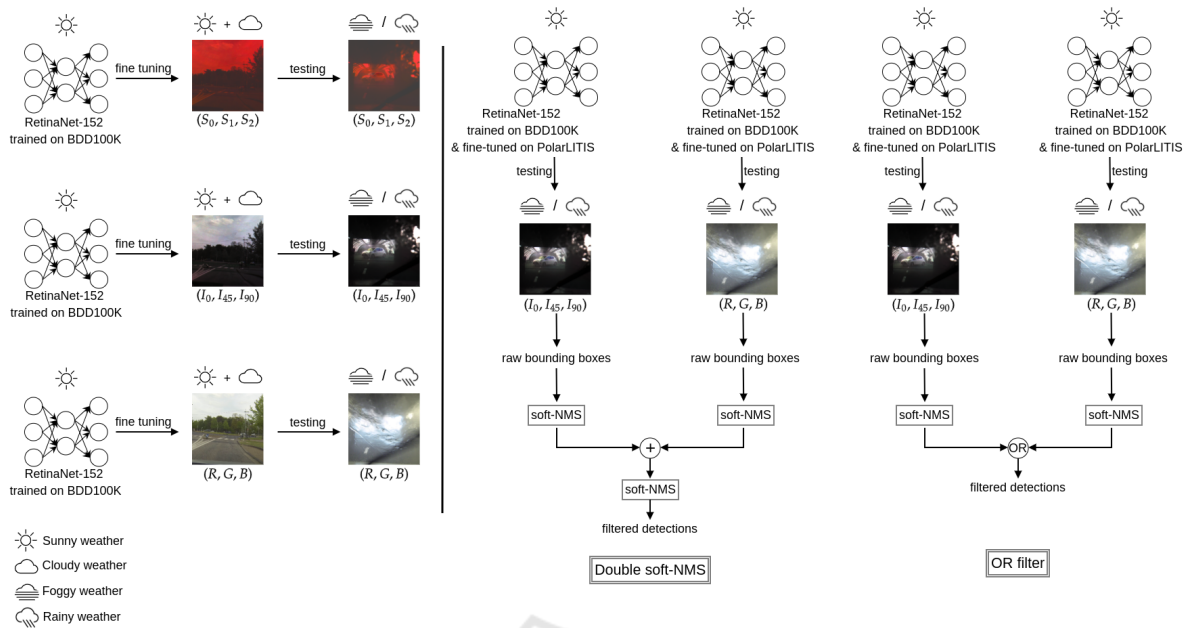 fine tuning
testing
RetinaNet-152
trained on BDD100K
(S₀, S₁, S₂)
(S₀, S₁, S₂)
fine tuning
testing
RetinaNet-152
trained on BDD100K
(I₀, I₄₅, I₉₀)
(I₀, I₄₅, I₉₀)
fine tuning
testing
RetinaNet-152
trained on BDD100K
(R, G, B)
(R, G, B)
Sunny weather
Cloudy weather
Foggy weather
Rainy weather
RetinaNet-152
trained on BDD100K
& fine-tuned on PolarLITIS
testing
(I₀, I₄₅, I₉₀)
raw bounding boxes
soft-NMS
RetinaNet-152
trained on BDD100K
& fine-tuned on PolarLITIS
testing
(R, G, B)
raw bounding boxes
soft-NMS
+
soft-NMS
filtered detections
Double soft-NMS
RetinaNet-152
trained on BDD100K
& fine-tuned on PolarLITIS
testing
(I₀, I₄₅, I₉₀)
raw bounding boxes
soft-NMS
RetinaNet-152
trained on BDD100K
& fine-tuned on PolarLITIS
testing
(R, G, B)
raw bounding boxes
soft-NMS
OR
filtered detections
OR filter